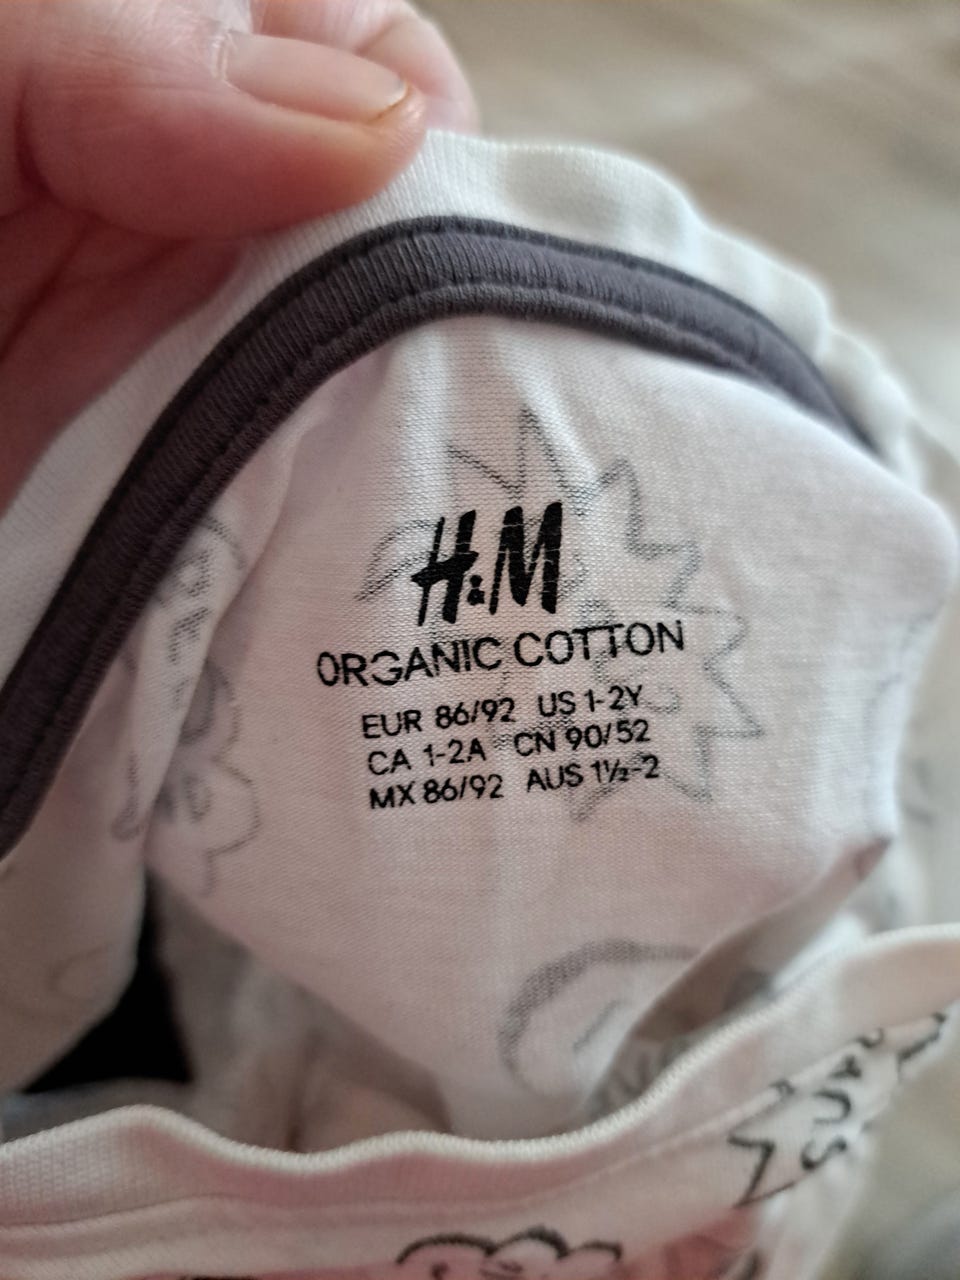 H&M
ORGANIC COTTON
EUR 86/92 US 1-2Y
CA 1-2A CN 90/52
MX 86/92 AUS 1½-2